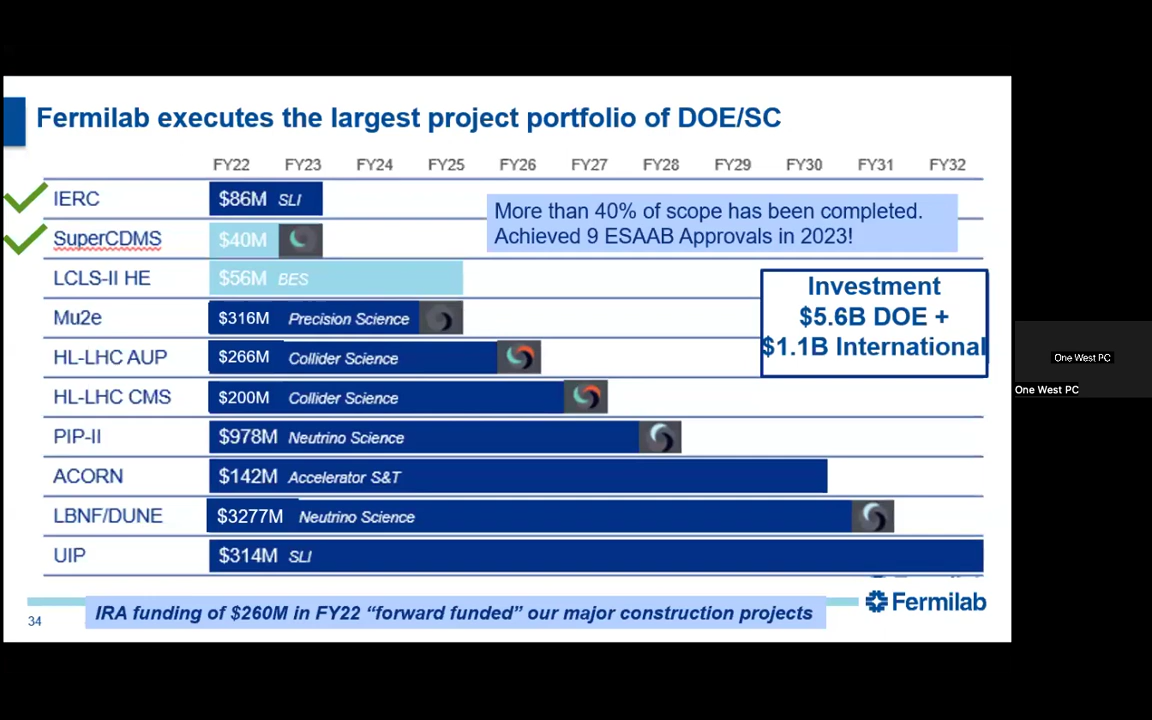 Fermilab executes the largest project portfolio of DOE/SC
FY22 FY23 FY24 FY25 FY26 FY27 FY28 FY29 FY30 FY31 FY32
IERC $86M SLI
SuperCDMS $40M
LCLS-II HE $56M BES
Mu2e $316M Precision Science
HL-LHC AUP $266M Collider Science
HL-LHC CMS $200M Collider Science
PIP-II $978M Neutrino Science
ACORN $142M Accelerator S&T
LBNF/DUNE $3277M Neutrino Science
UIP $314M SLI
More than 40% of scope has been completed.
Achieved 9 ESAAB Approvals in 2023!
Investment
$5.6B DOE +
$1.1B International
One West PC
One West PC
IRA funding of $260M in FY22 “forward funded” our major construction projects
Fermilab
34